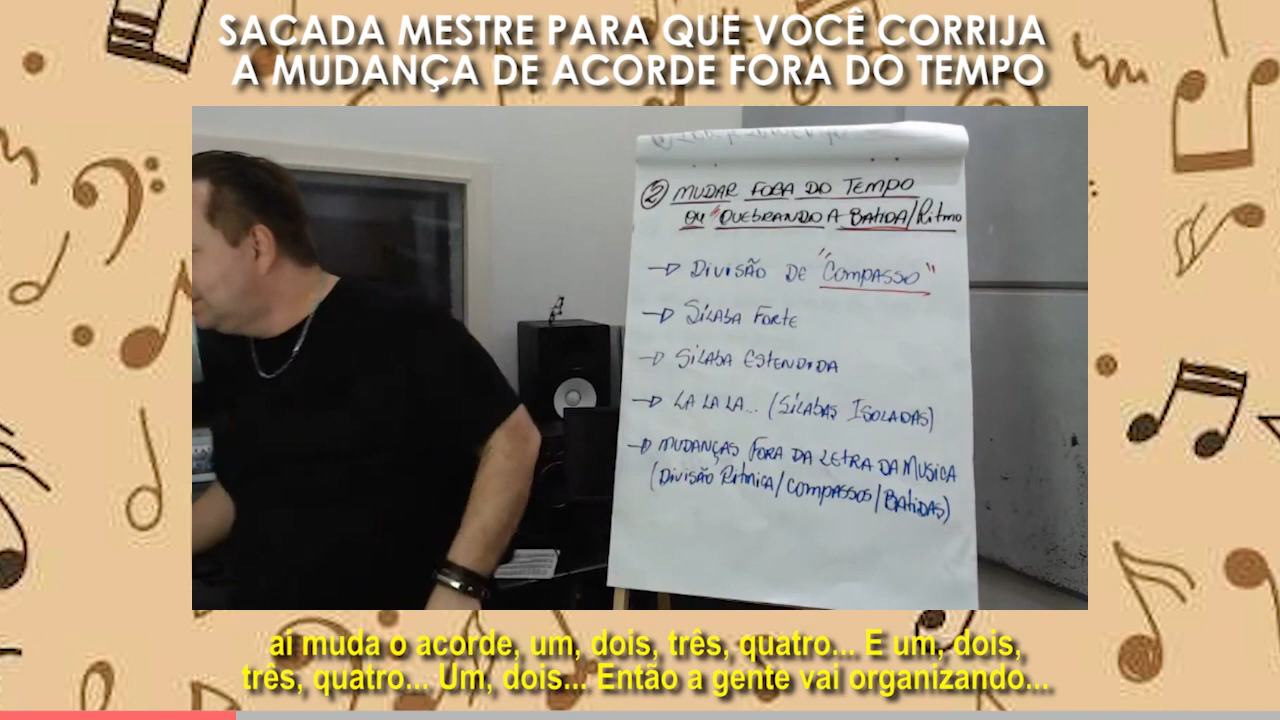 SACADA MESTRE PARA QUE VOCÊ CORRIJA
A MUDANÇA DE ACORDE FORA DO TEMPO
2 MUDAR FORA DO TEMPO
OU "QUEBRANDO A BATIDA/Ritmo
→ DIVISÃO DE "COMPASSO"
→ SÍLABA FORTE
→ SÍLABA ESTENDIDA
→ LA LA LA... (SÍLABAS ISOLADAS)
→ MUDANÇAS FORA DA LETRA DA MUSICA
(DIVISÃO RITMICA/COMPASSOS/BATIDAS)
ai muda o acorde, um, dois, três, quatro... E um, dois,
três, quatro... Um, dois... Então a gente vai organizando...